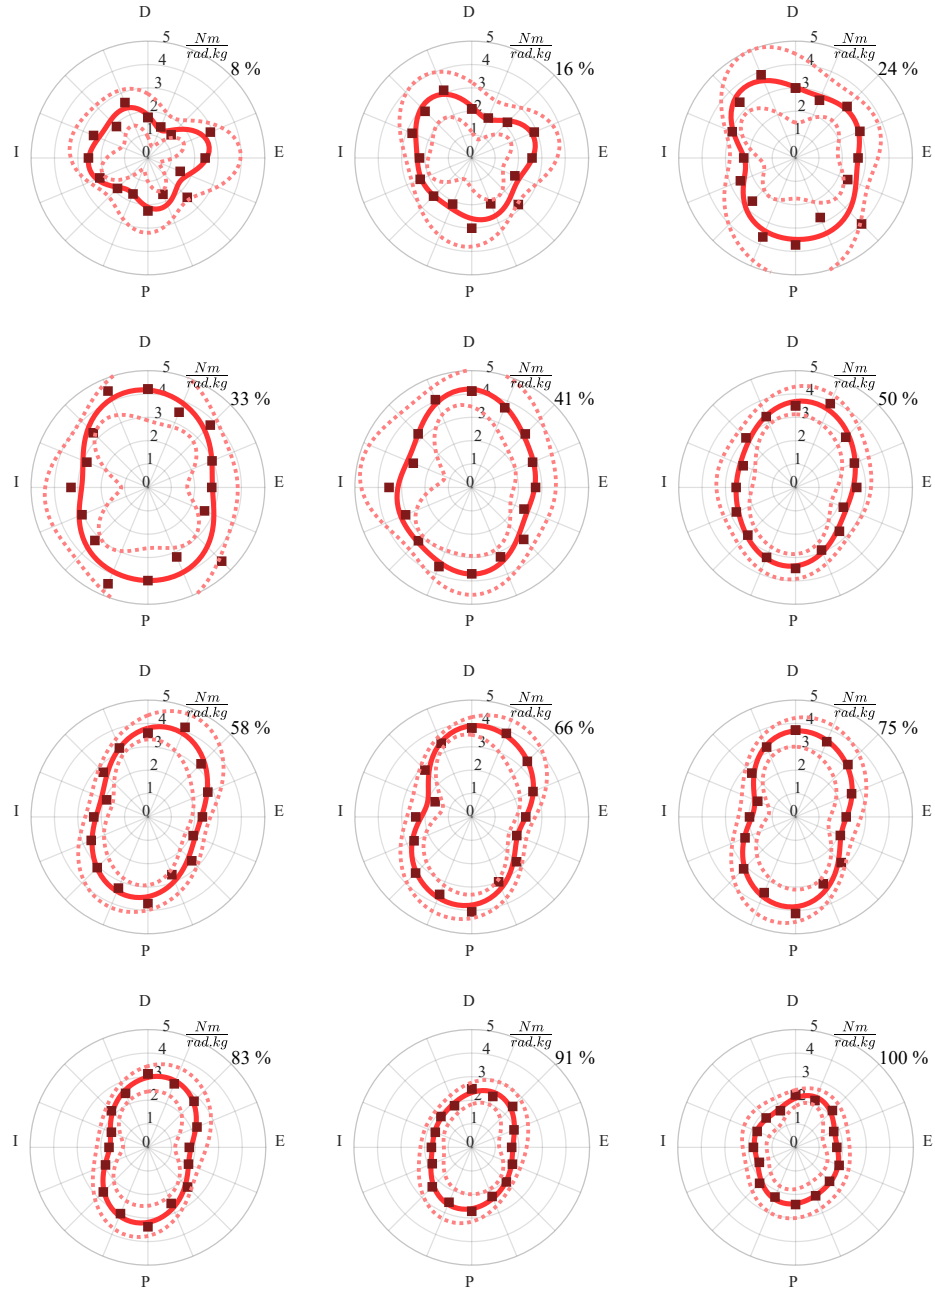 D
5 Nm/rad.kg
4 8 %
3
2
1
I 0 E
P
D
5 Nm/rad.kg
4 16 %
3
2
1
I 0 E
P
D
5 Nm/rad.kg
4 24 %
3
2
1
I 0 E
P
D
5 Nm/rad.kg
4 33 %
3
2
1
I 0 E
P
D
5 Nm/rad.kg
4 41 %
3
2
1
I 0 E
P
D
5 Nm/rad.kg
4 50 %
3
2
1
I 0 E
P
D
5 Nm/rad.kg
4 58 %
3
2
1
I 0 E
P
D
5 Nm/rad.kg
4 66 %
3
2
1
I 0 E
P
D
5 Nm/rad.kg
4 75 %
3
2
1
I 0 E
P
D
5 Nm/rad.kg
4 83 %
3
2
1
I 0 E
P
D
5 Nm/rad.kg
4 91 %
3
2
1
I 0 E
P
D
5 Nm/rad.kg
4 100 %
3
2
1
I 0 E
P